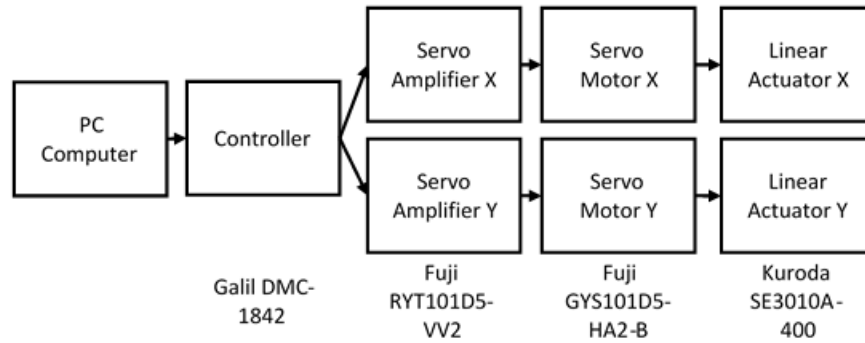 PC
Computer
Controller
Servo
Amplifier X
Servo
Motor X
Linear
Actuator X
Servo
Amplifier Y
Servo
Motor Y
Linear
Actuator Y
Galil DMC-
1842
Fuji
RYT101D5-
VV2
Fuji
GYS101D5-
HA2-B
Kuroda
SE3010A-
400